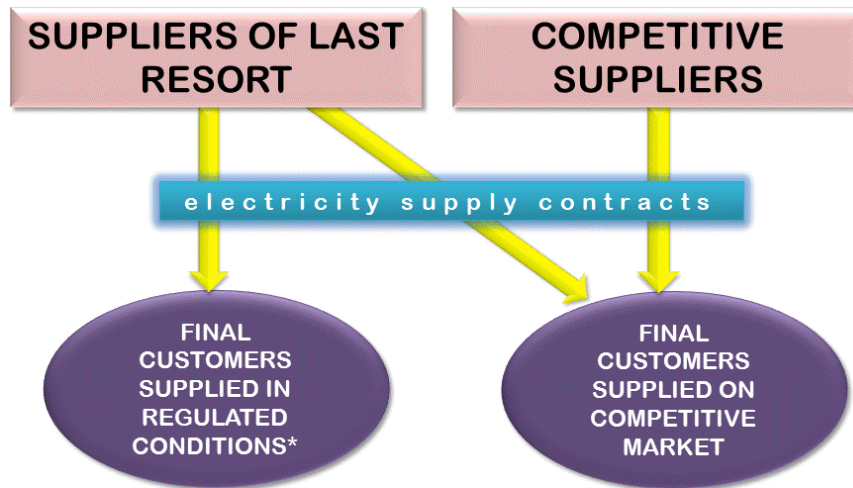 SUPPLIERS OF LAST
RESORT
COMPETITIVE
SUPPLIERS
electricity supply contracts
FINAL
CUSTOMERS
SUPPLIED IN
REGULATED
CONDITIONS*
FINAL
CUSTOMERS
SUPPLIED ON
COMPETITIVE
MARKET